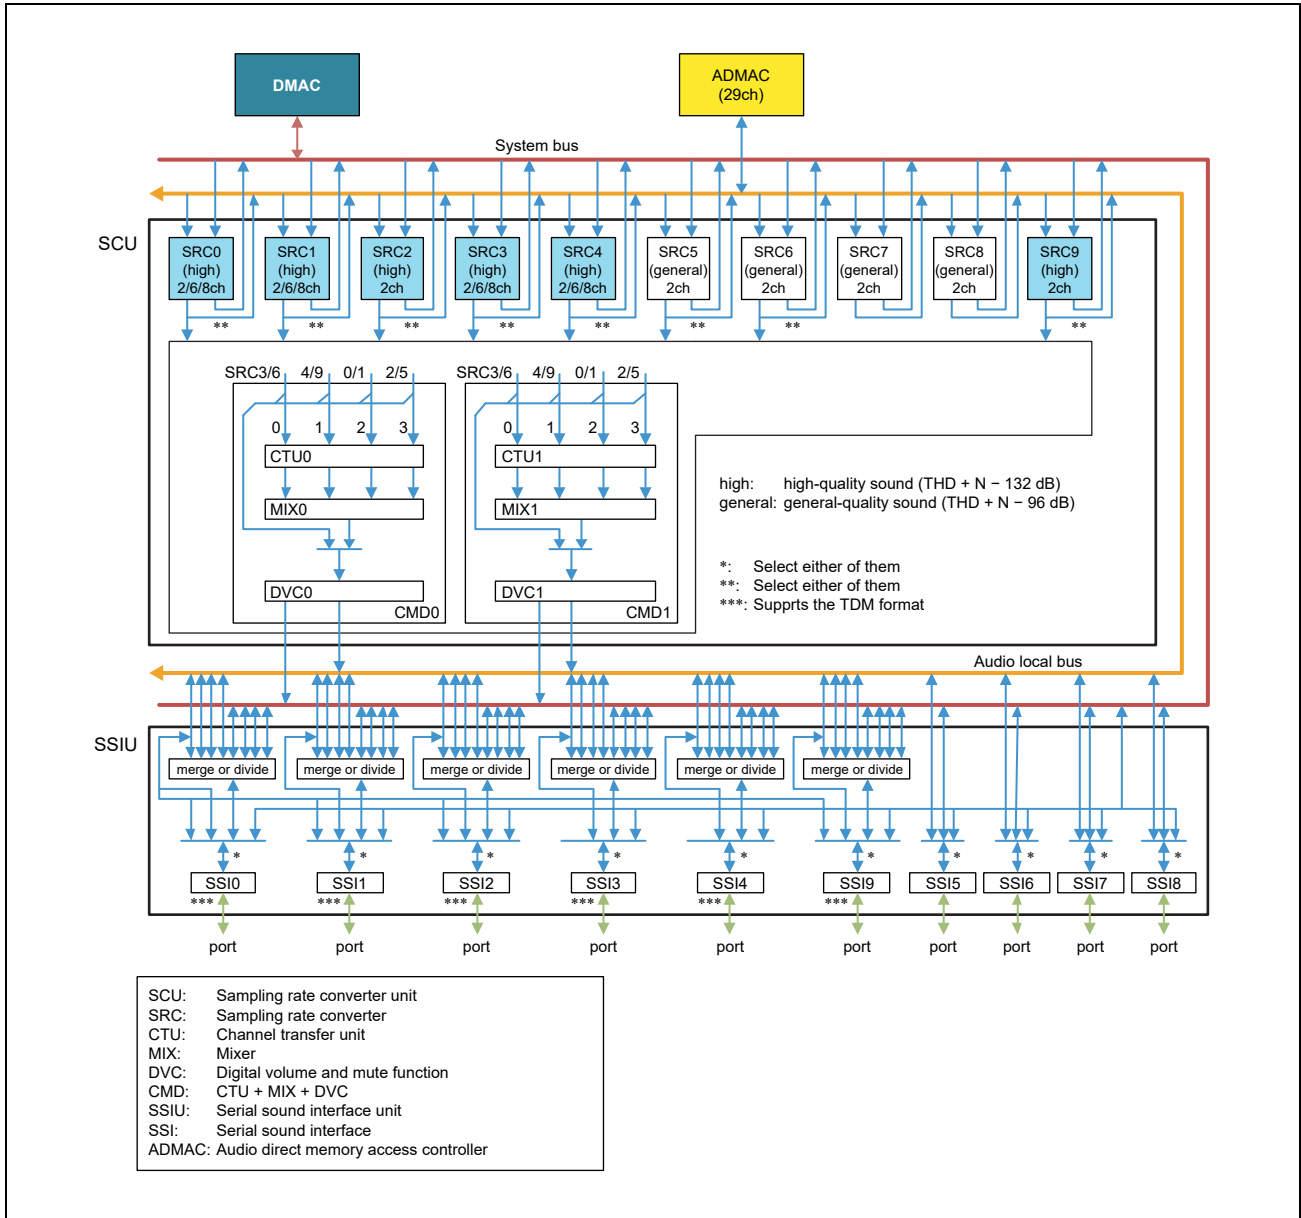 DMAC
ADMAC
(29ch)
System bus
SCU
SRC0
(high)
2/6/8ch
SRC1
(high)
2/6/8ch
SRC2
(high)
2ch
SRC3
(high)
2/6/8ch
SRC4
(high)
2/6/8ch
SRC5
(general)
2ch
SRC6
(general)
2ch
SRC7
(general)
2ch
SRC8
(general)
2ch
SRC9
(high)
2ch
** ** ** ** ** ** ** **
SRC3/6 4/9 0/1 2/5
0 1 2 3
CTU0
MIX0
DVC0
CMD0
SRC3/6 4/9 0/1 2/5
0 1 2 3
CTU1
MIX1
DVC1
CMD1
high: high-quality sound (THD + N − 132 dB)
general: general-quality sound (THD + N − 96 dB)
*: Select either of them
**: Select either of them
***: Supprts the TDM format
Audio local bus
SSIU
merge or divide merge or divide merge or divide merge or divide merge or divide merge or divide
* * * * * * * * * *
SSI0 SSI1 SSI2 SSI3 SSI4 SSI9 SSI5 SSI6 SSI7 SSI8
*** *** *** *** *** ***
port port port port port port port port port port
SCU: Sampling rate converter unit
SRC: Sampling rate converter
CTU: Channel transfer unit
MIX: Mixer
DVC: Digital volume and mute function
CMD: CTU + MIX + DVC
SSIU: Serial sound interface unit
SSI: Serial sound interface
ADMAC: Audio direct memory access controller